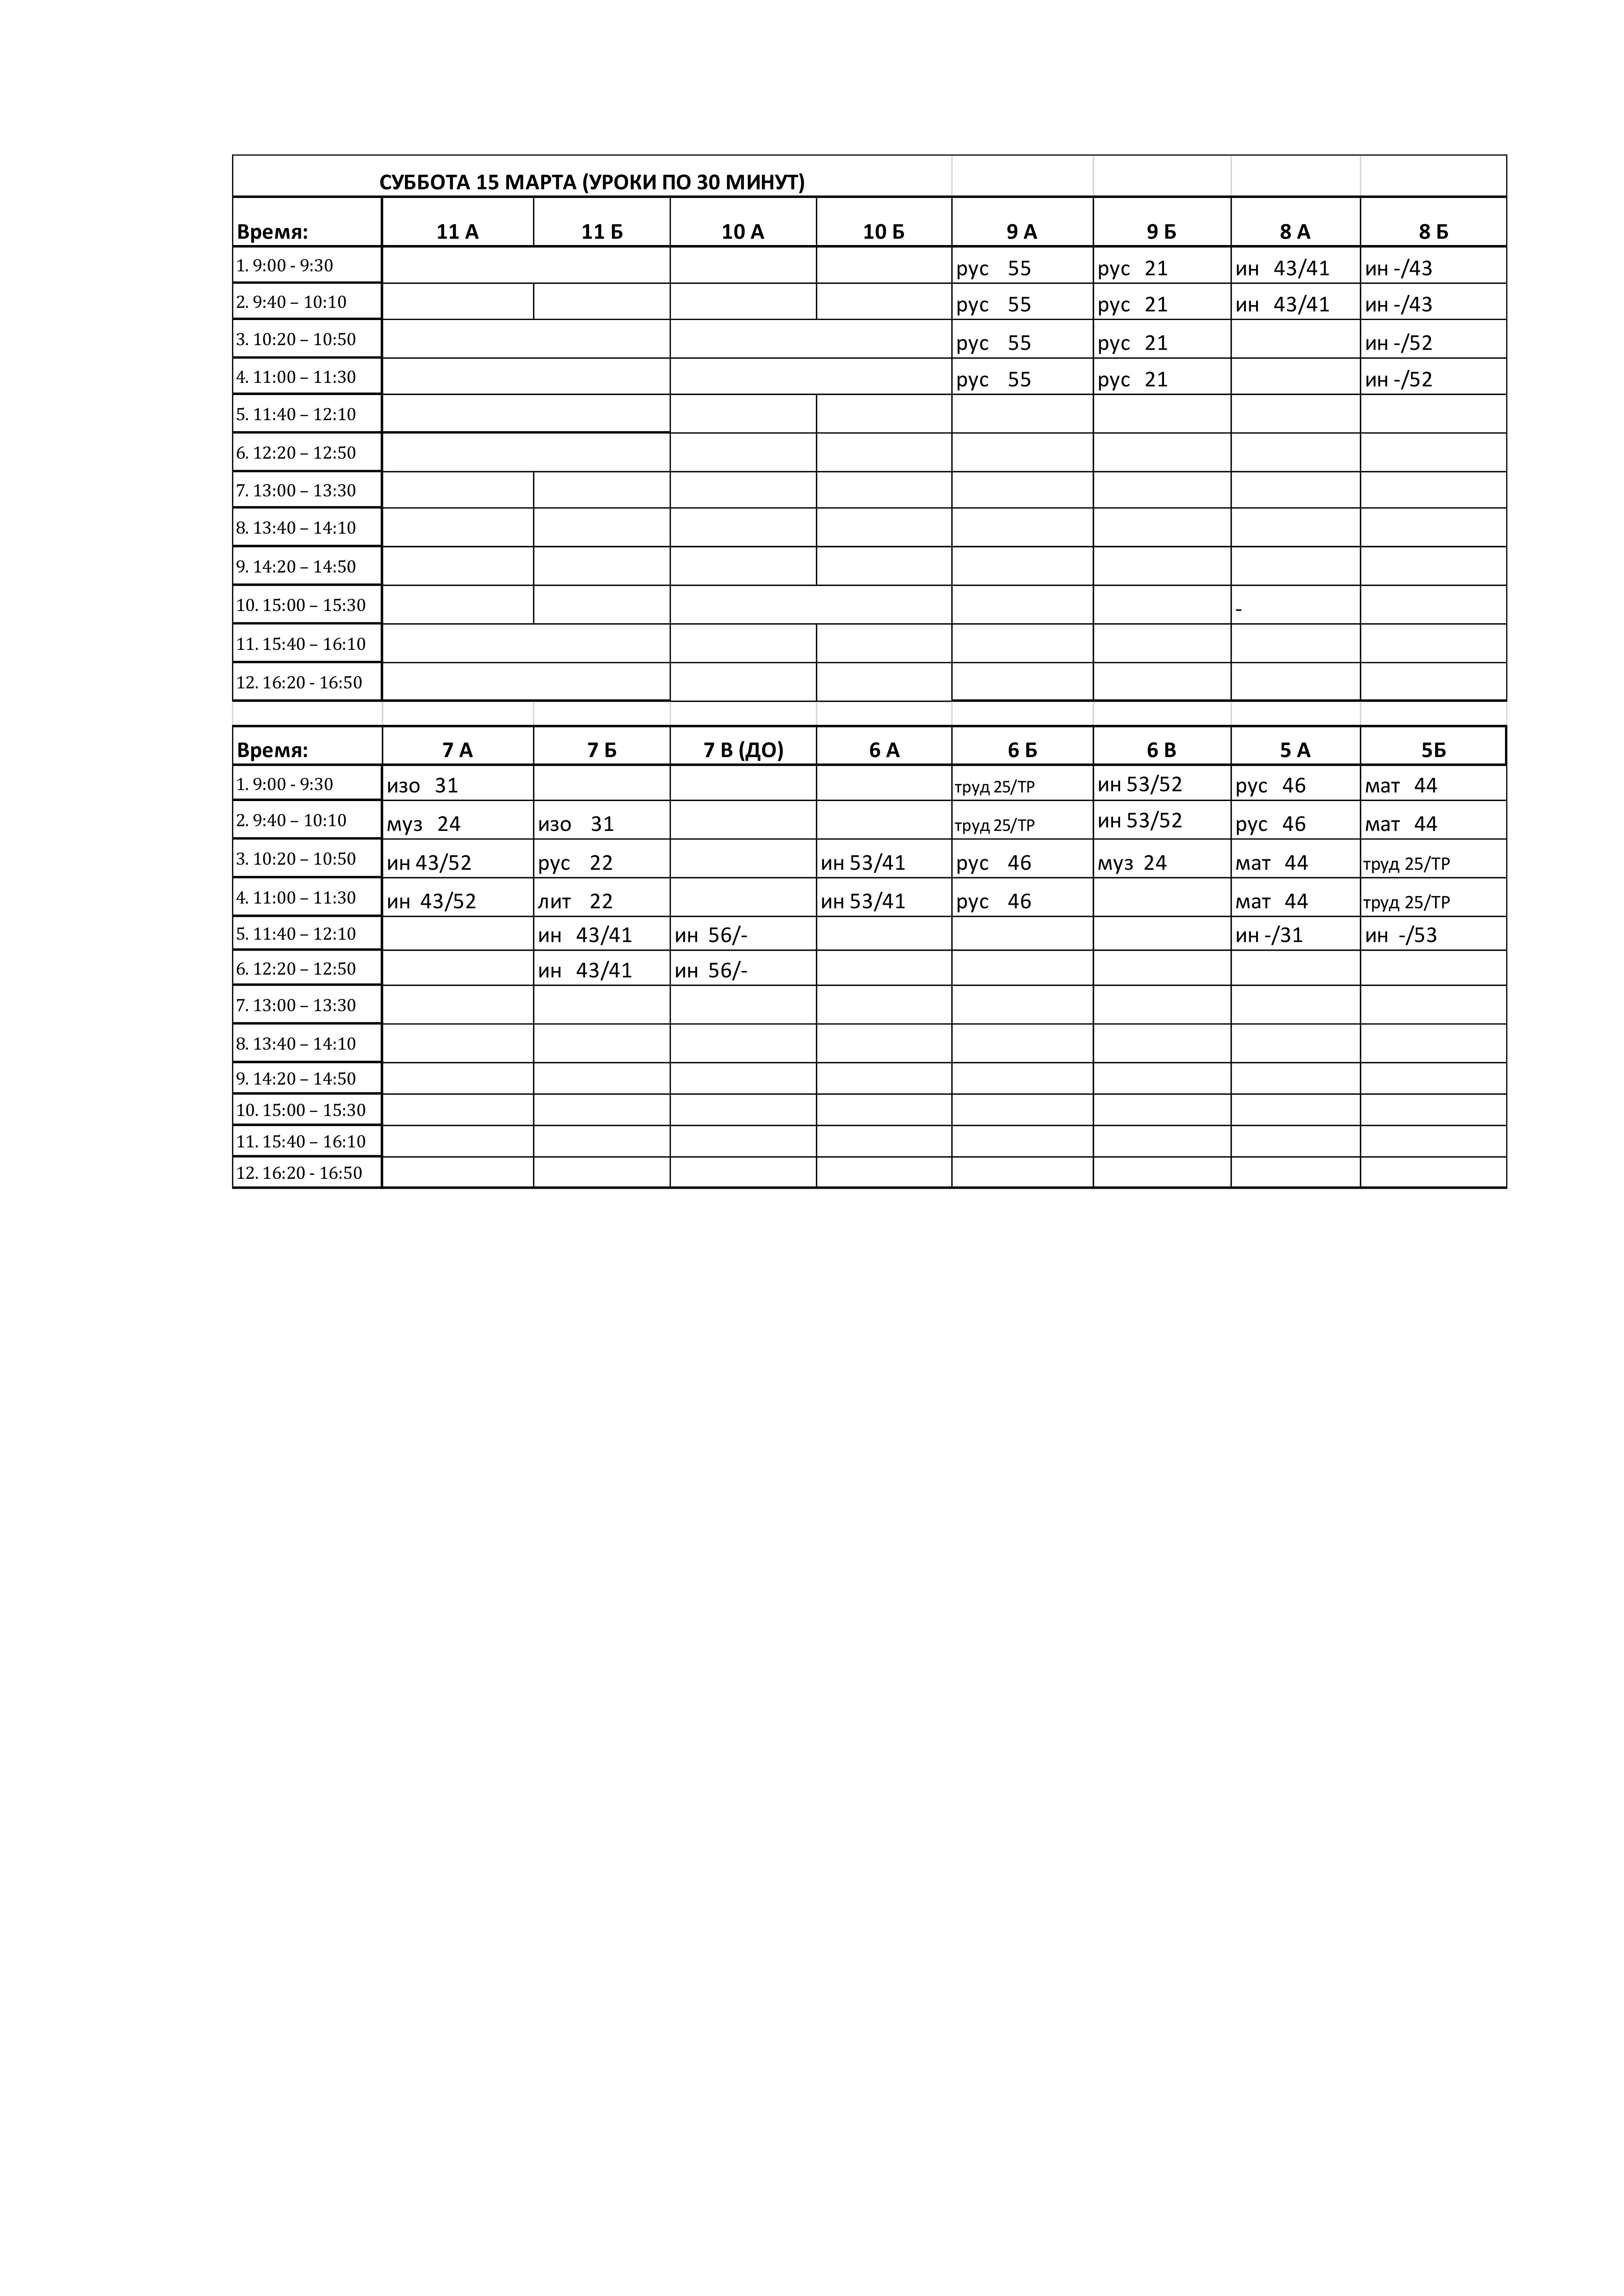 СУББОТА 15 МАРТА (УРОКИ ПО 30 МИНУТ)
Время: 11 А 11 Б 10 А 10 Б 9 А 9 Б 8 А 8 Б
1. 9:00 - 9:30 рус 55 рус 21 ин 43/41 ин -/43
2. 9:40 – 10:10 рус 55 рус 21 ин 43/41 ин -/43
3. 10:20 – 10:50 рус 55 рус 21 ин -/52
4. 11:00 – 11:30 рус 55 рус 21 ин -/52
5. 11:40 – 12:10
6. 12:20 – 12:50
7. 13:00 – 13:30
8. 13:40 – 14:10
9. 14:20 – 14:50
10. 15:00 – 15:30 -
11. 15:40 – 16:10
12. 16:20 - 16:50
Время: 7 А 7 Б 7 В (ДО) 6 А 6 Б 6 В 5 А 5Б
1. 9:00 - 9:30 изо 31 труд 25/ТР ин 53/52 рус 46 мат 44
2. 9:40 – 10:10 муз 24 изо 31 труд 25/ТР ин 53/52 рус 46 мат 44
3. 10:20 – 10:50 ин 43/52 рус 22 ин 53/41 рус 46 муз 24 мат 44 труд 25/ТР
4. 11:00 – 11:30 ин 43/52 лит 22 ин 53/41 рус 46 мат 44 труд 25/ТР
5. 11:40 – 12:10 ин 43/41 ин 56/- ин -/31 ин -/53
6. 12:20 – 12:50 ин 43/41 ин 56/-
7. 13:00 – 13:30
8. 13:40 – 14:10
9. 14:20 – 14:50
10. 15:00 – 15:30
11. 15:40 – 16:10
12. 16:20 - 16:50